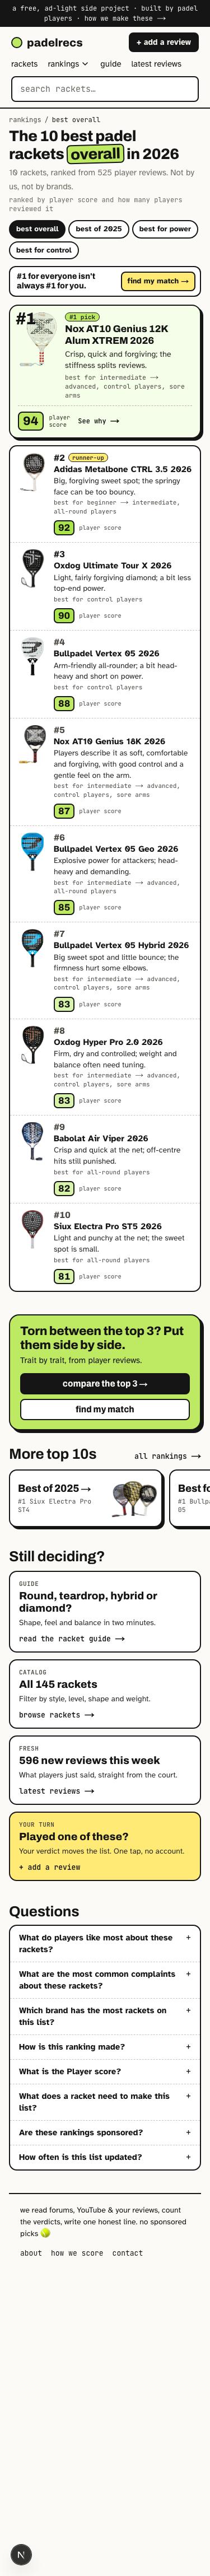 a free, ad-light side project · built by padel
players · how we make these ⟶
padelrecs
+ add a review
rackets rankings guide latest reviews
search rackets…
rankings / best overall
The 10 best padel
rackets overall in 2026
10 rackets, ranked from 525 player reviews. Not by
us, not by brands.
ranked by player score and how many players
reviewed it
best overall best of 2025 best for power
best for control
#1 for everyone isn't
always #1 for you.
find my match →
#1
#1 pick
Nox AT10 Genius 12K
Alum XTREM 2026
Crisp, quick and forgiving; the
stiffness splits reviews.
best for intermediate ⟶
advanced, control players, sore
arms
94 player
score
See why ⟶
#2 runner-up
Adidas Metalbone CTRL 3.5 2026
Big, forgiving sweet spot; the springy
face can be too bouncy.
best for beginner ⟶ intermediate,
all-round players
92 player score
#3
Oxdog Ultimate Tour X 2026
Light, fairly forgiving diamond; a bit less
top-end power.
best for control players
90 player score
#4
Bullpadel Vertex 05 2026
Arm-friendly all-rounder; a bit head-
heavy and short on power.
best for control players
88 player score
#5
Nox AT10 Genius 18K 2026
Players describe it as soft, comfortable
and forgiving, with good control and a
gentle feel on the arm.
best for intermediate ⟶ advanced,
control players, sore arms
87 player score
#6
Bullpadel Vertex 05 Geo 2026
Explosive power for attackers; head-
heavy and demanding.
best for intermediate ⟶ advanced,
all-round players
85 player score
#7
Bullpadel Vertex 05 Hybrid 2026
Big sweet spot and little bounce; the
firmness hurt some elbows.
best for intermediate ⟶ advanced,
control players, sore arms
83 player score
#8
Oxdog Hyper Pro 2.0 2026
Firm, dry and controlled; weight and
balance often need tuning.
best for intermediate ⟶ advanced,
control players, sore arms
83 player score
#9
Babolat Air Viper 2026
Crisp and quick at the net; off-centre
hits still punished.
best for all-round players
82 player score
#10
Siux Electra Pro ST5 2026
Light and punchy at the net; the sweet
spot is small.
best for all-round players
81 player score
Torn between the top 3? Put
them side by side.
Trait by trait, from player reviews.
compare the top 3 →
find my match
More top 10s
all rankings ⟶
Best of 2025 →
#1 Siux Electra Pro
ST4
Best fo
#1 Bullp
05
Still deciding?
GUIDE
Round, teardrop, hybrid or
diamond?
Shape, feel and balance in two minutes.
read the racket guide ⟶
CATALOG
All 145 rackets
Filter by style, level, shape and weight.
browse rackets ⟶
FRESH
596 new reviews this week
What players just said, straight from the court.
latest reviews ⟶
YOUR TURN
Played one of these?
Your verdict moves the list. One tap, no account.
+ add a review
Questions
What do players like most about these
rackets?
+
What are the most common complaints
about these rackets?
+
Which brand has the most rackets on
this list?
+
How is this ranking made? +
What is the Player score? +
What does a racket need to make this
list?
+
Are these rankings sponsored? +
How often is this list updated? +
we read forums, YouTube & your reviews, count
the verdicts, write one honest line. no sponsored
picks 🎾
about how we score contact
N